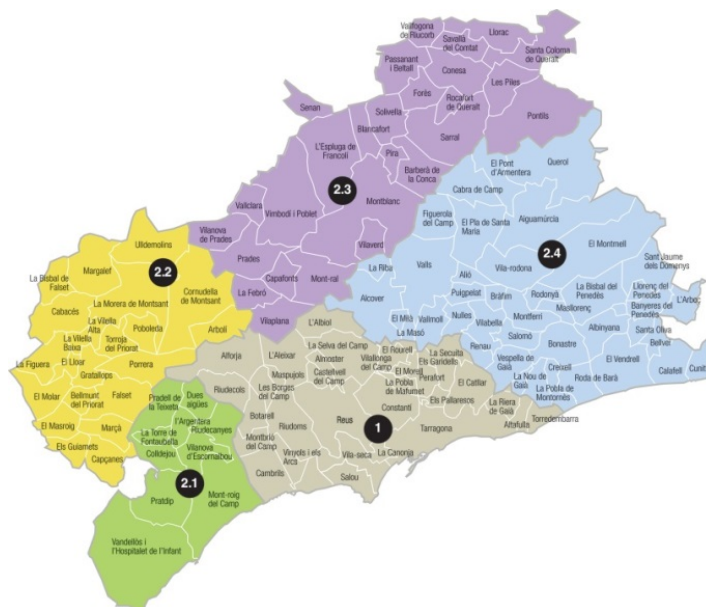 Vallfogona
de Riucorb
Savallà
del Comtat
Llorac
Santa Coloma
de Queralt
Passanant
i Belltall
Conesa
Les Piles
Forès
Rocafort
de Queralt
Senan
Solivella
Blancafort
Pontils
Sarral
L'Espluga de
Francolí
Pira
Barberà de
la Conca
2.3
Vallclara
Vimbodí i Poblet
Montblanc
Vilanova
de Prades
Vilaverd
Prades
Capafonts
Mont-ral
La Febró
Vilaplana
El Pont
d'Armentera
Querol
Cabra de Camp
Figuerola
del Camp
El Pla de Santa
Maria
Aiguamúrcia
2.4
El Montmell
Sant Jaume
dels Domenys
La Riba
Valls
Alió
Vila-rodona
Alcover
Puigpelat
Bràfim
Rodonyà
La Bisbal del
Penedès
Llorenç del
Penedès
L'Arboç
Masllorenç
Banyeres del
Penedès
El Milà
Vallmoll
Nulles
Vilabella
Montferri
Albinyana
Santa Oliva
La Masó
Renau
Salomó
Bonastre
Bellvei
Vespella de
Gaià
El Vendrell
Creixell
La Nou de
Gaià
Roda de Barà
Calafell
Cunit
La Pobla de
Montornès
Ulldemolina
2.2
La Bisbal de
Falset
Margalef
Cornudella de
Montsant
Cabacés
La Morera de Montsant
La Vilella
Alta
Poboleda
Arbolí
La Vilella
Baixa
Torroja del
Priorat
La Figuera
El Lloar
Porrera
Gratallops
El Molar
Bellmunt
del Priorat
Falset
El Masroig
Marçà
Els Guiamets
Capçanes
L'Albiol
Alforja
L'Aleixar
La Selva del Camp
Almoster
El Rourell
Vilallonga
del Camp
Els Garidells
La Secuita
Maspujols
Castellvell
del Camp
El Morell
Perafort
Riudecols
Les Borges
del Camp
La Pobla
de Mafumet
El Catllar
Botarell
Reus
Constantí
Els Pallaresos
La Riera
de Gaià
Riudoms
1
Tarragona
Torredembarra
Altafulla
Montbrió
del Camp
Vinyols i els
Arcs
Vila-seca
La Canonja
Cambrils
Salou
Pradell de
la Teixeta
Dues
aigües
l'Argentera
Riudecanyes
La Torre de
Fontaubella
Colldejou
Vilanova
d'Escornalbou
2.1
Pratdip
Mont-roig
del Camp
Vandellòs i
l'Hospitalet de l'Infant